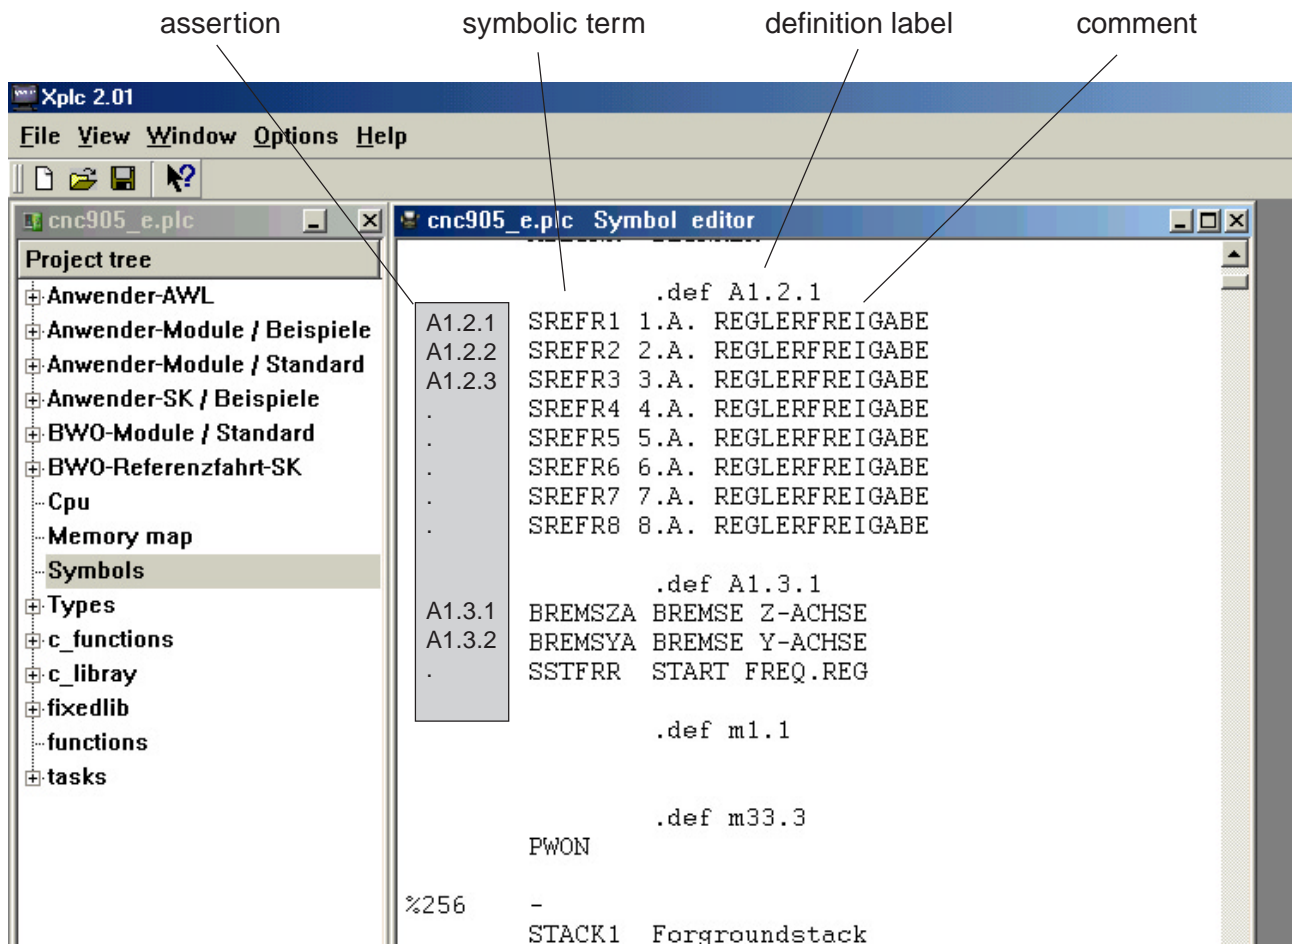 assertion symbolic term definition label comment
Xplc 2.01
File View Window Options Help
cnc905_e.plc
Project tree
Anwender-AWL
Anwender-Module / Beispiele
Anwender-Module / Standard
Anwender-SK / Beispiele
BWO-Module / Standard
BWO-Referenzfahrt-SK
Cpu
Memory map
Symbols
Types
c_functions
c_libray
fixedlib
functions
tasks
cnc905_e.plc Symbol editor
.def A1.2.1
A1.2.1 SREFR1 1.A. REGLERFREIGABE
A1.2.2 SREFR2 2.A. REGLERFREIGABE
A1.2.3 SREFR3 3.A. REGLERFREIGABE
. SREFR4 4.A. REGLERFREIGABE
. SREFR5 5.A. REGLERFREIGABE
. SREFR6 6.A. REGLERFREIGABE
. SREFR7 7.A. REGLERFREIGABE
. SREFR8 8.A. REGLERFREIGABE
.def A1.3.1
A1.3.1 BREMSZA BREMSE Z-ACHSE
A1.3.2 BREMSYA BREMSE Y-ACHSE
. SSTFRR START FREQ.REG
.def m1.1
.def m33.3
PWON
%256 -
STACK1 Forgroundstack